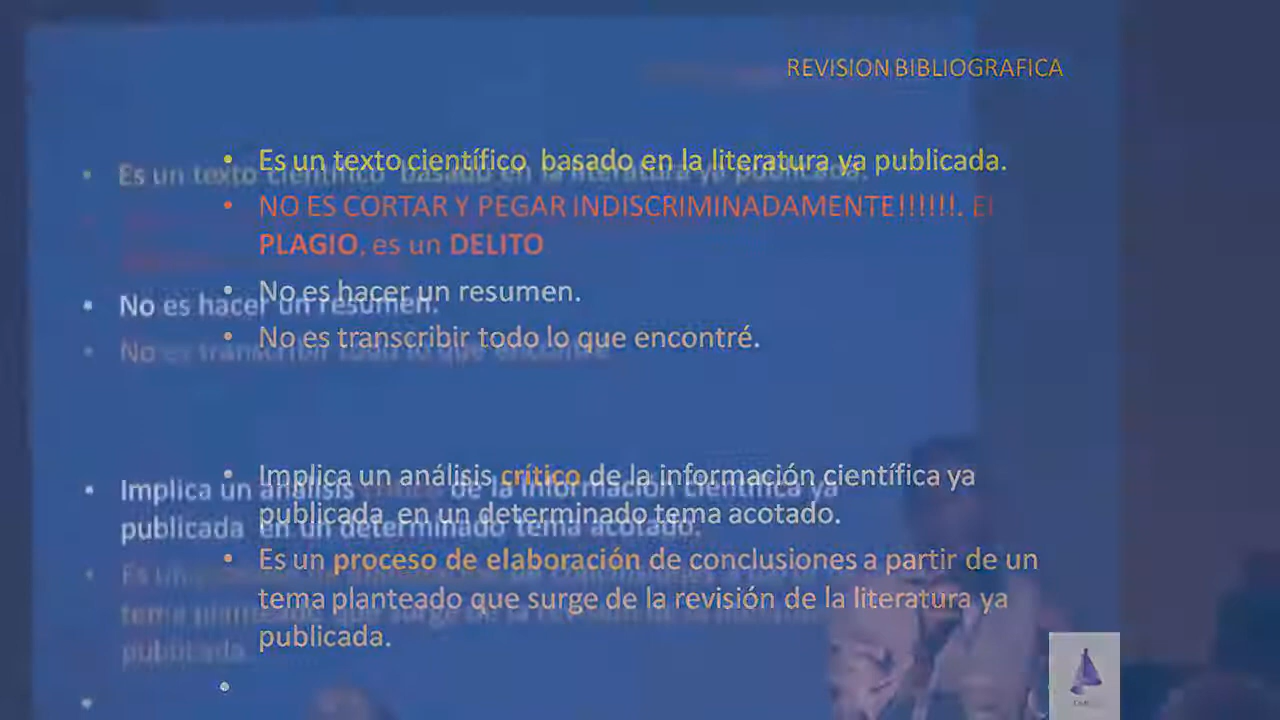 REVISION BIBLIOGRAFICA
• Es un texto científico basado en la literatura ya publicada.
• NO ES CORTAR Y PEGAR INDISCRIMINADAMENTE!!!!!!. El
PLAGIO, es un DELITO
• No es hacer un resumen.
• No es transcribir todo lo que encontré.
• Implica un análisis crítico de la información científica ya
publicada en un determinado tema acotado.
• Es un proceso de elaboración de conclusiones a partir de un
tema planteado que surge de la revisión de la literatura ya
publicada.